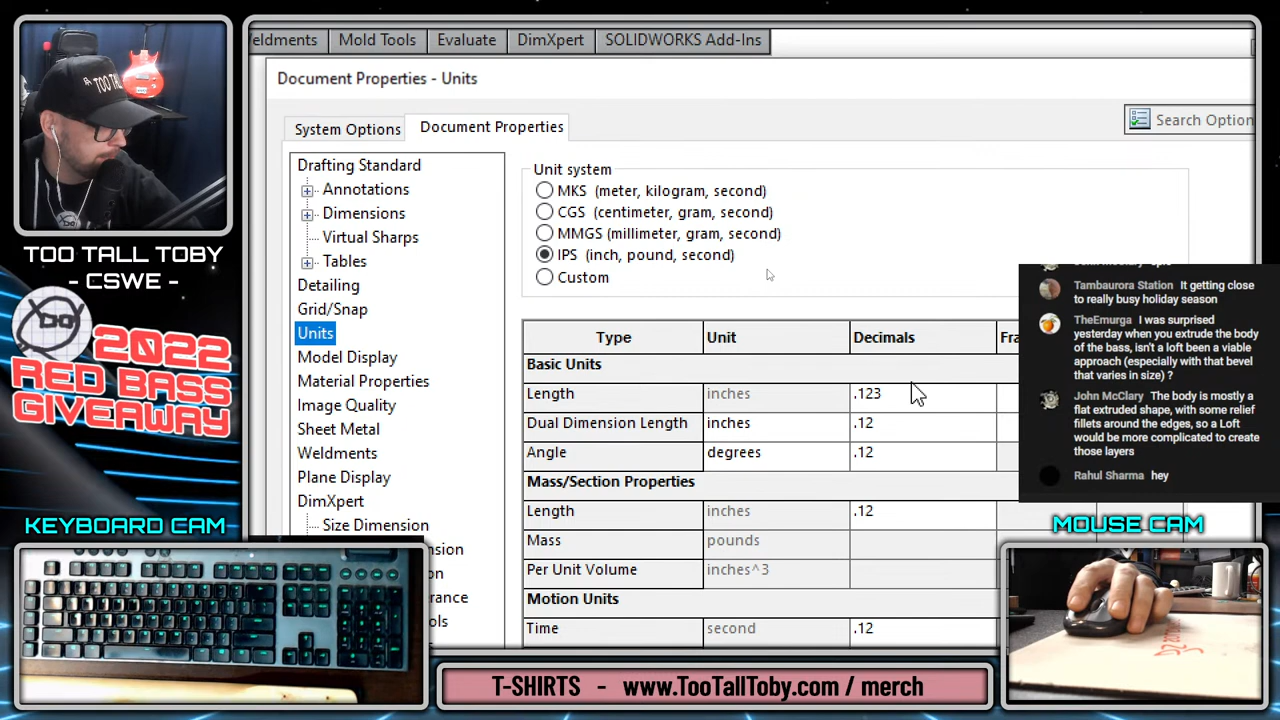 eldments
Mold Tools
Evaluate
DimXpert
SOLIDWORKS Add-Ins
Document Properties - Units
System Options
Document Properties
Search Option
Drafting Standard
Annotations
Dimensions
Virtual Sharps
Tables
Detailing
Grid/Snap
Units
Model Display
Material Properties
Image Quality
Sheet Metal
Weldments
Plane Display
DimXpert
Size Dimension
nsion
on
rance
ols
Unit system
MKS (meter, kilogram, second)
CGS (centimeter, gram, second)
MMGS (millimeter, gram, second)
IPS (inch, pound, second)
Custom
Type Unit Decimals Fra
Basic Units
Length inches .123
Dual Dimension Length inches .12
Angle degrees .12
Mass/Section Properties
Length inches .12
Mass pounds
Per Unit Volume inches^3
Motion Units
Time second .12
TOO TALL
TOO TALL TOBY
- CSWE -
2022
RED BASS
GIVEAWAY
KEYBOARD CAM
Tambaurora Station It getting close
to really busy holiday season
TheEmurga I was surprised
yesterday when you extrude the body
of the bass, isn't a loft been a viable
approach (especially with that bevel
that varies in size) ?
John McClary The body is mostly a
flat extruded shape, with some relief
fillets around the edges, so a Loft
would be more complicated to create
those layers
Rahul Sharma hey
MOUSE CAM
T-SHIRTS - www.TooTallToby.com / merch